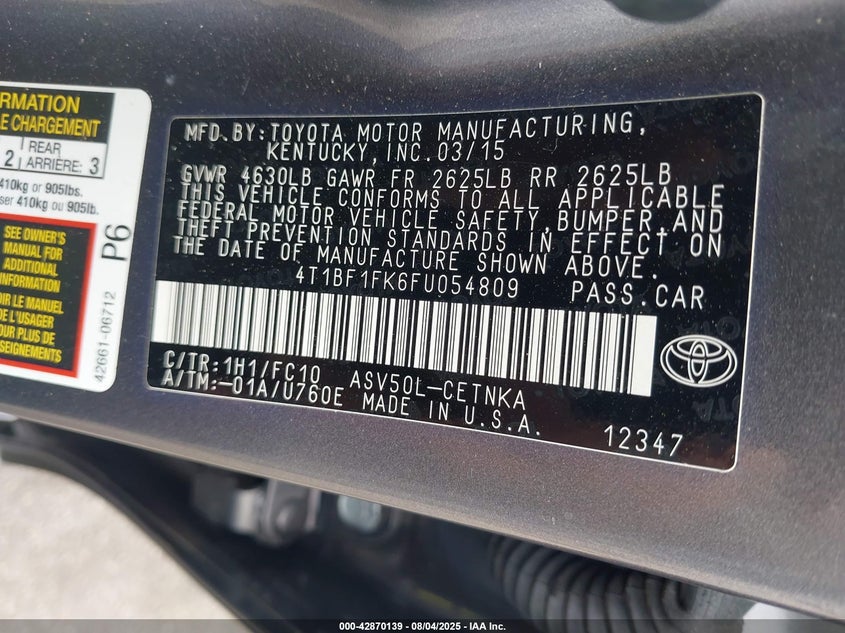 RMATION
E CHARGEMENT
2 REAR ARRIÈRE: 3
410kg or 905lbs.
ser 410kg ou 905lb.
SEE OWNER'S
MANUAL FOR
ADDITIONAL
INFORMATION
OIR LE MANUEL
DE L'USAGER
OUR PLUS DE
SEIGNEMENTS
P6
42661-06712
MFD. BY: TOYOTA MOTOR MANUFACTURING,
KENTUCKY, INC. 03/15
GVWR 4630LB GAWR FR 2625LB RR 2625LB
THIS VEHICLE CONFORMS TO ALL APPLICABLE
FEDERAL MOTOR VEHICLE SAFETY, BUMPER, AND
THEFT PREVENTION STANDARDS IN EFFECT ON
THE DATE OF MANUFACTURE SHOWN ABOVE.
4T1BF1FK6FU054809 PASS.CAR
C/TR: 1H1/FC10 ASV50L-CETNKA
A/TM: -01A/U760E MADE IN U.S.A.
12347
000-42870139 - 08/04/2025 - IAA Inc.